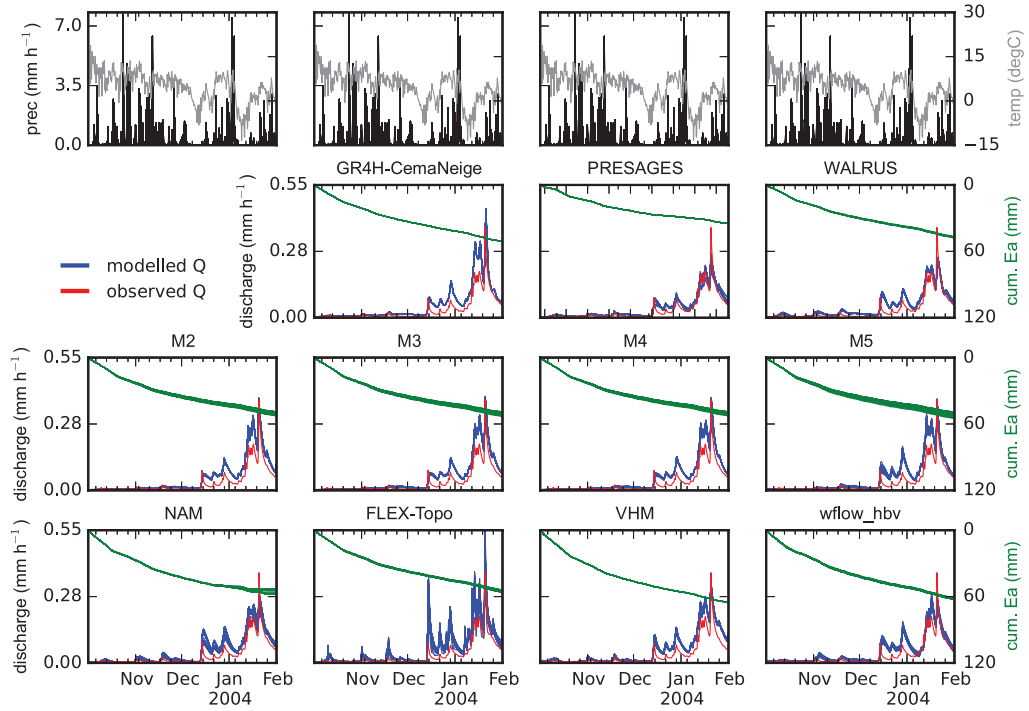 prec (mm h⁻¹)
7.8
3.5
0.0
30
15
0
−15
temp (degC)
GR4H-CemaNeige
PRESAGES
WALRUS
discharge (mm h⁻¹)
0.55
0.28
0.00
0
60
120
cum. Ea (mm)
modelled Q
observed Q
M2
M3
M4
M5
discharge (mm h⁻¹)
0.55
0.28
0.00
0
60
120
cum. Ea (mm)
NAM
FLEX-Topo
VHM
wflow_hbv
discharge (mm h⁻¹)
0.55
0.28
0.00
0
60
120
cum. Ea (mm)
Nov Dec Jan Feb
2004
Nov Dec Jan Feb
2004
Nov Dec Jan Feb
2004
Nov Dec Jan Feb
2004